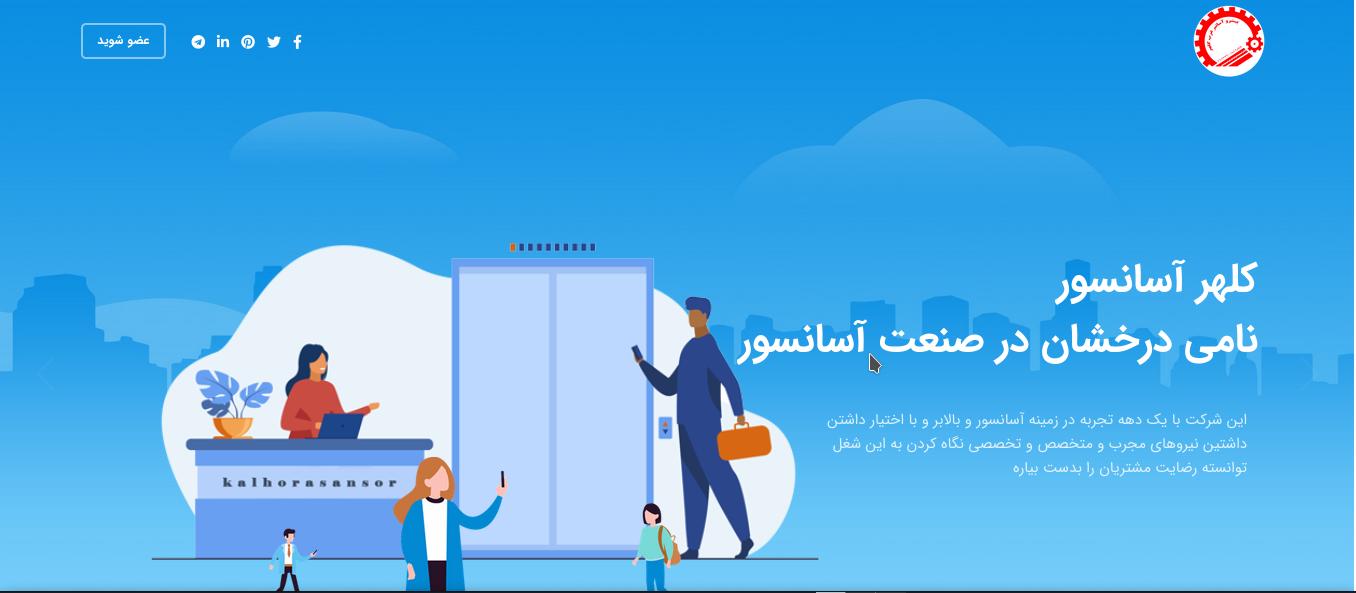 عضو شوید
کلهر آسانسور
نامی درخشان در صنعت آسانسور
این شرکت با یک دهه تجربه در زمینه آسانسور و بالابر و با اختیار داشتن
داشتین نیروهای مجرب و متخصص و تخصصی نگاه کردن به این شغل
توانسته رضایت مشتریان را بدست بیاره
kalhorasansor